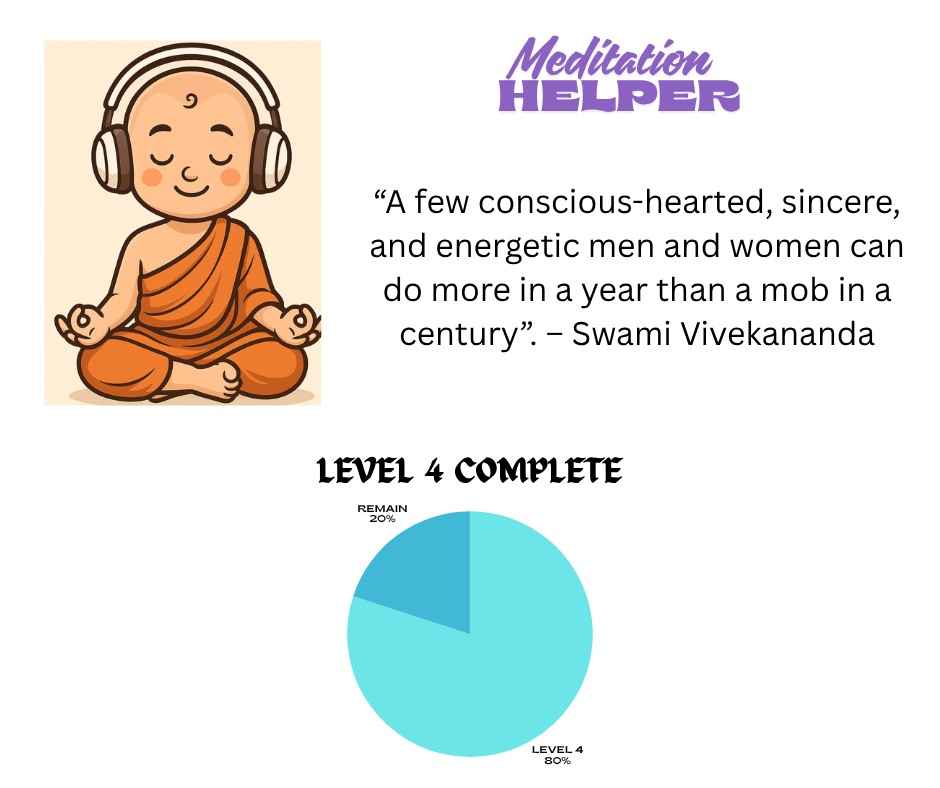 Meditation
HELPER
“A few conscious-hearted, sincere,
and energetic men and women can
do more in a year than a mob in a
century”. – Swami Vivekananda
LEVEL 4 COMPLETE
REMAIN
20%
LEVEL 4
80%